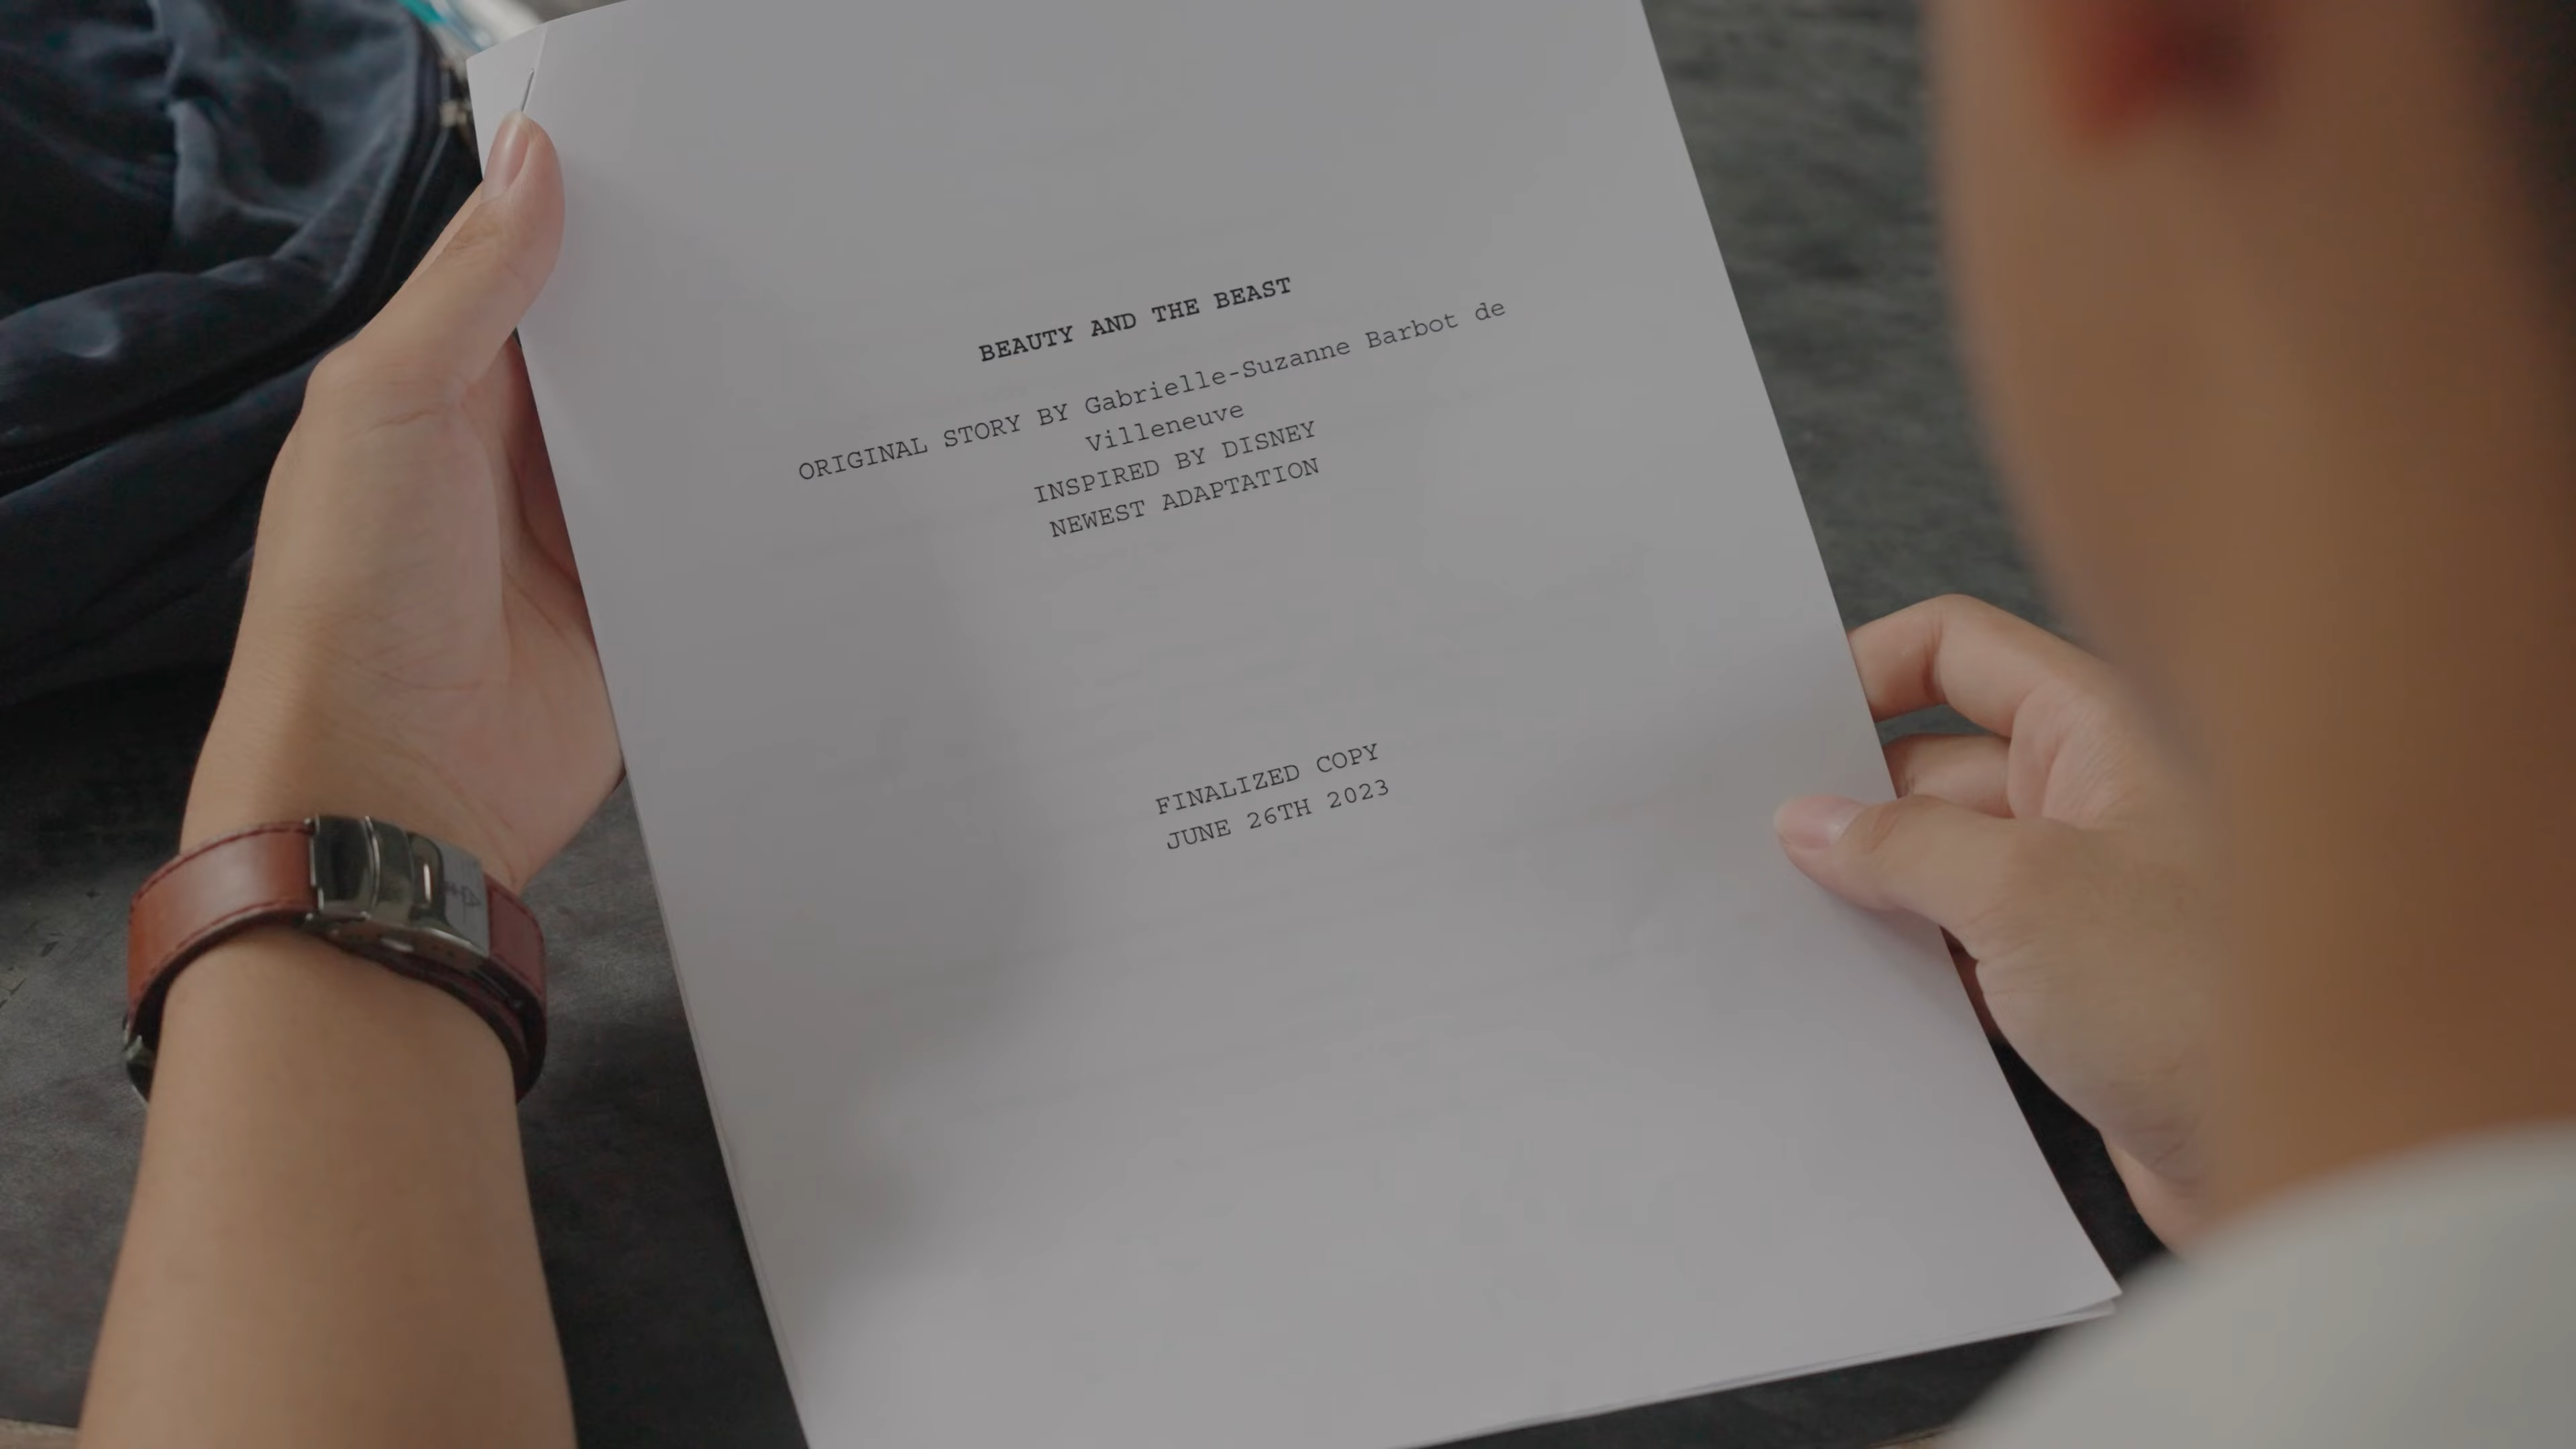 BEAUTY AND THE BEAST
ORIGINAL STORY BY Gabrielle-Suzanne Barbot de
Villeneuve
INSPIRED BY DISNEY
NEWEST ADAPTATION
FINALIZED COPY
JUNE 26TH 2023